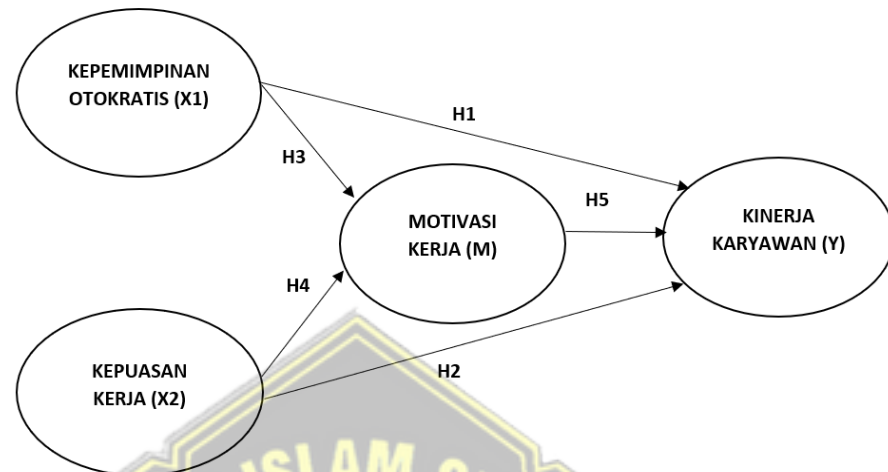 KEPEMIMPINAN
OTOKRATIS (X1)
H1
H3
MOTIVASI
KERJA (M)
H5
KINERJA
KARYAWAN (Y)
H4
KEPUASAN
KERJA (X2)
H2
ISLAM